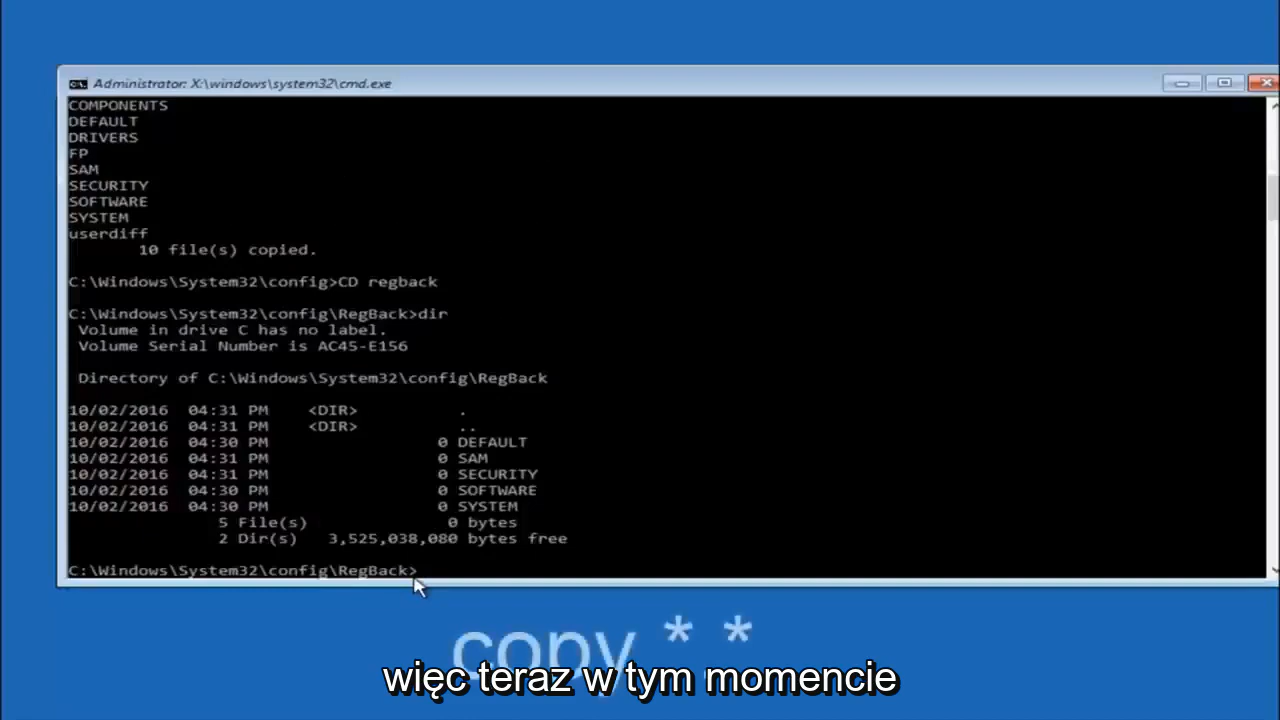 Administrator: X:\windows\system32\cmd.exe
COMPONENTS
DEFAULT
DRIVERS
FP
SAM
SECURITY
SOFTWARE
SYSTEM
userdiff
10 file(s) copied.
C:\Windows\System32\config>CD regback
C:\Windows\System32\config\RegBack>dir
Volume in drive C has no label.
Volume Serial Number is AC45-E156
Directory of C:\Windows\System32\config\RegBack
10/02/2016 04:31 PM <DIR> .
10/02/2016 04:31 PM <DIR> ..
10/02/2016 04:30 PM 0 DEFAULT
10/02/2016 04:31 PM 0 SAM
10/02/2016 04:31 PM 0 SECURITY
10/02/2016 04:30 PM 0 SOFTWARE
10/02/2016 04:30 PM 0 SYSTEM
5 File(s) 0 bytes
2 Dir(s) 3,525,038,080 bytes free
C:\Windows\System32\config\RegBack>
copy * *
więc teraz w tym momencie